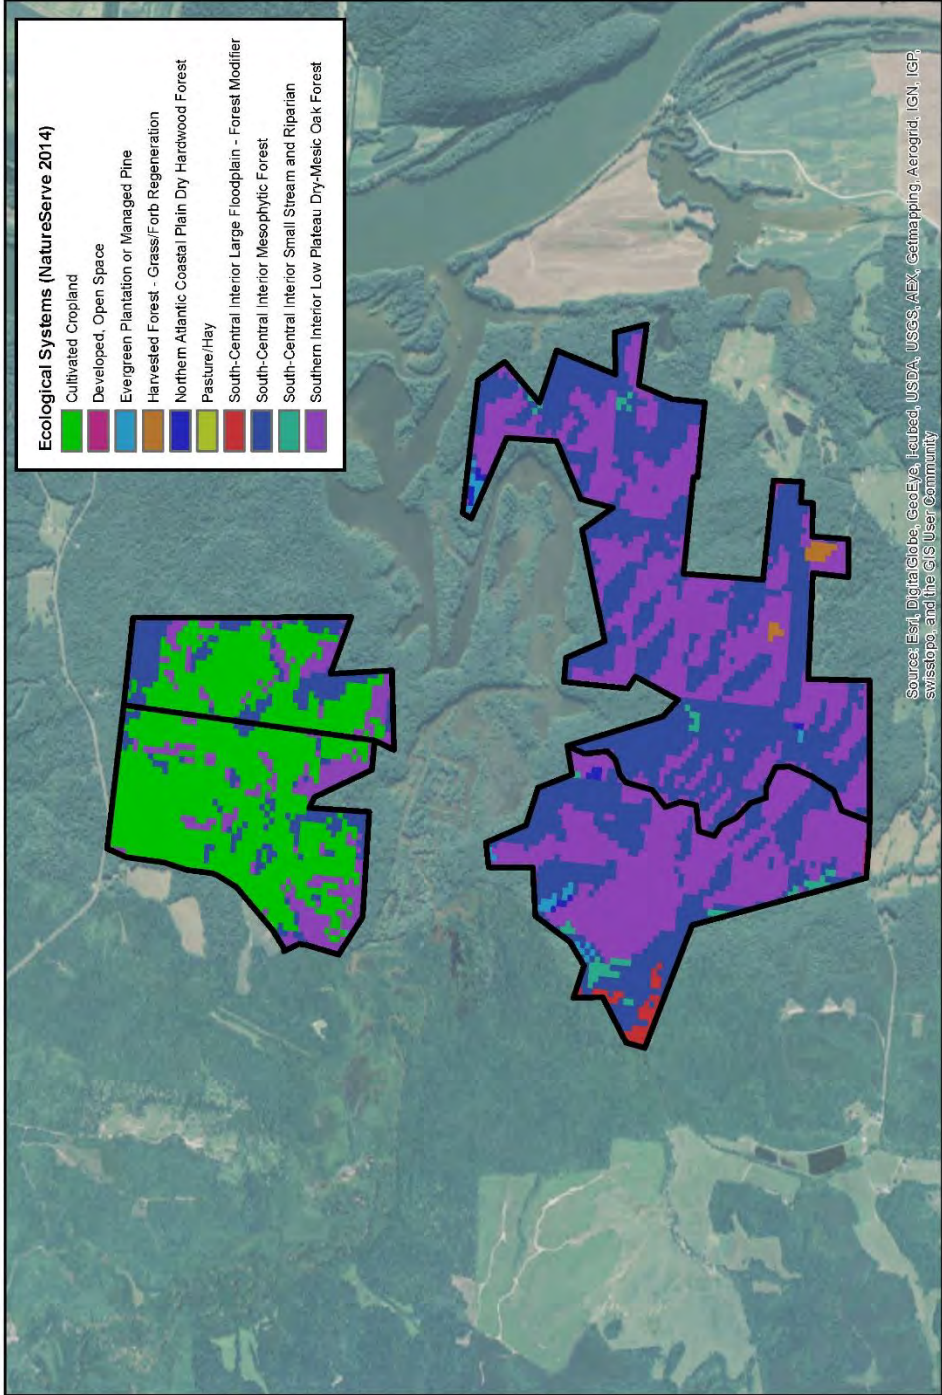 Ecological Systems (NatureServe 2014)
Cultivated Cropland
Developed, Open Space
Evergreen Plantation or Managed Pine
Harvested Forest - Grass/Forb Regeneration
Northern Atlantic Coastal Plain Dry Hardwood Forest
Pasture/Hay
South-Central Interior Large Floodplain - Forest Modifier
South-Central Interior Mesophytic Forest
South-Central Interior Small Stream and Riparian
Southern Interior Low Plateau Dry-Mesic Oak Forest
Source: Esri, DigitalGlobe, GeoEye, i-cubed, USDA, USGS, AEX, Getmapping, Aerogrid, IGN, IGP,
swisstopo, and the GIS User Community